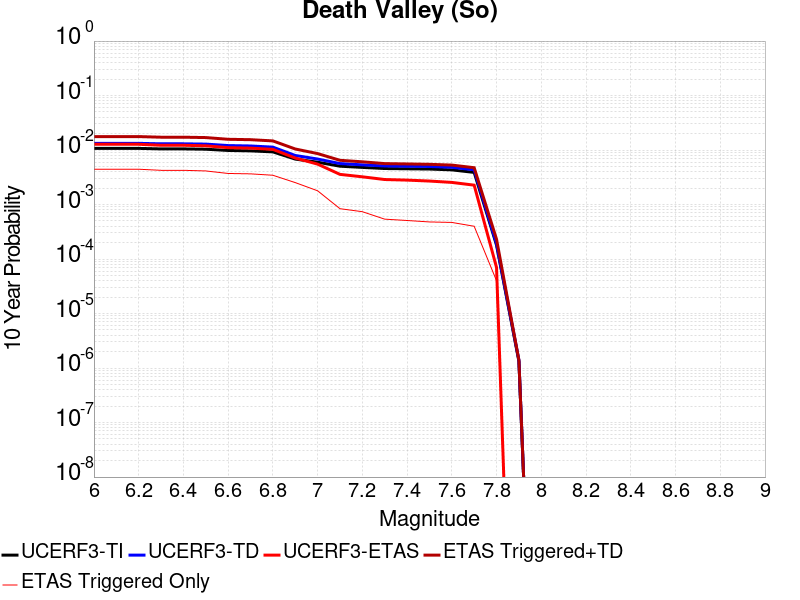 Death Valley (So)
10 0
10 -1
10 -2
10 -3
10 -4
10 -5
10 -6
10 -7
10 -8
10 Year Probability
6 6.2 6.4 6.6 6.8 7 7.2 7.4 7.6 7.8 8 8.2 8.4 8.6 8.8 9
Magnitude
UCERF3-TI UCERF3-TD UCERF3-ETAS ETAS Triggered+TD
ETAS Triggered Only